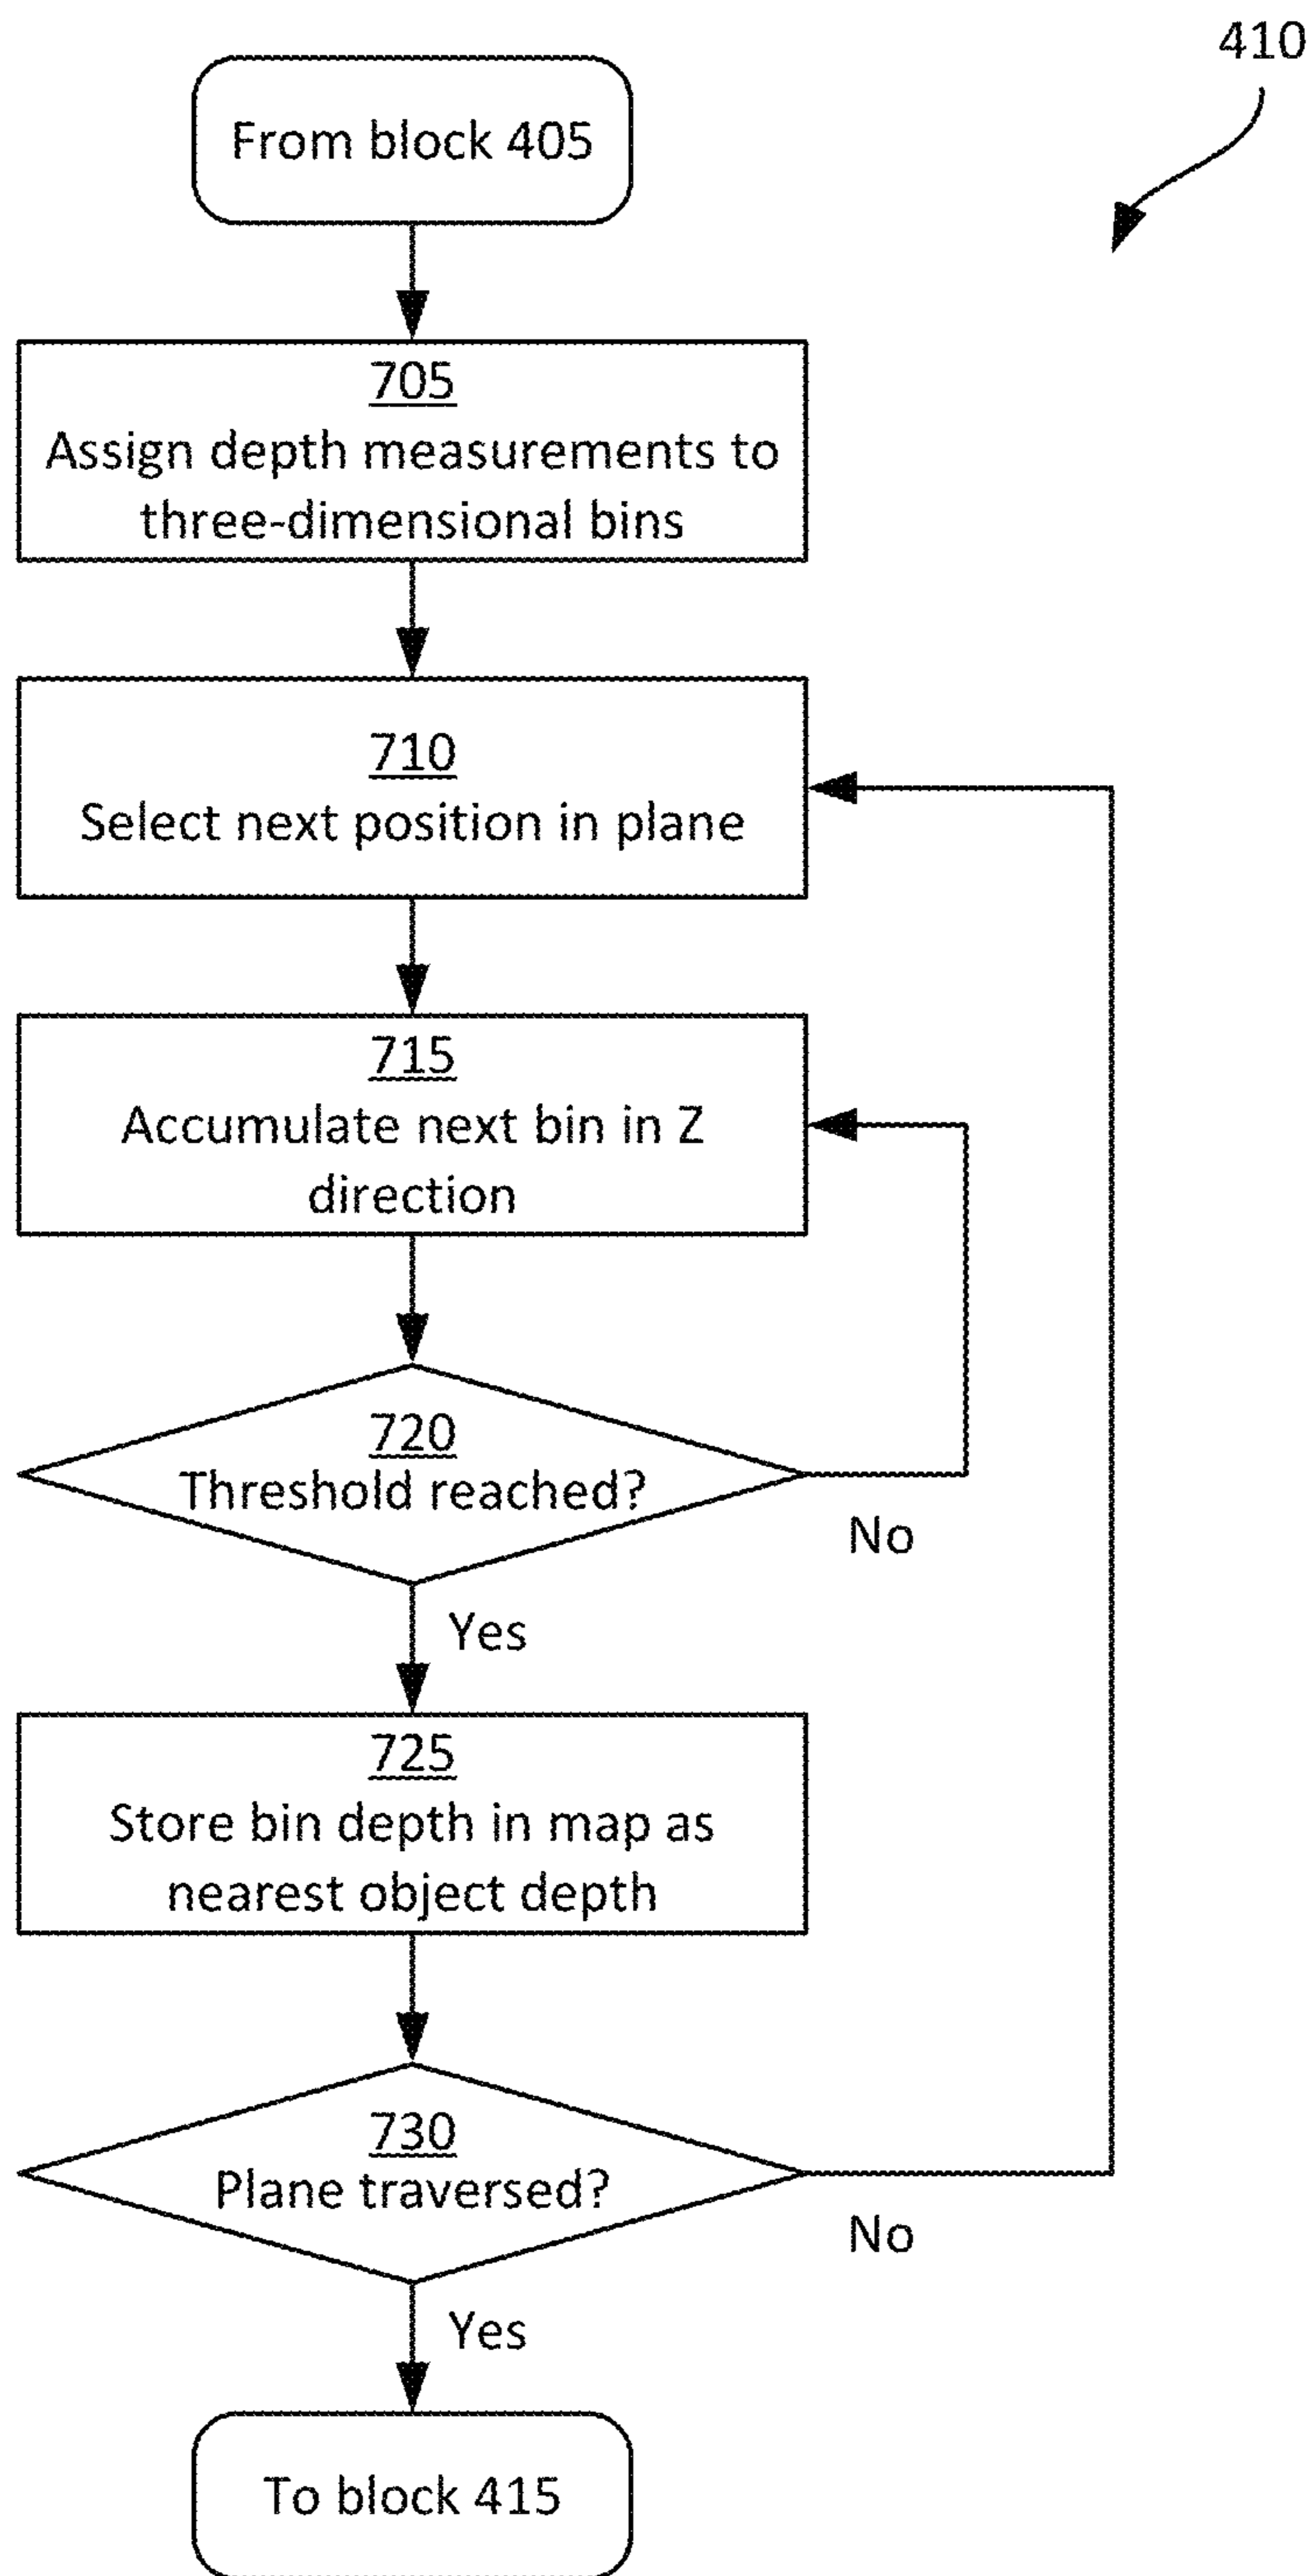 410
From block 405
705
Assign depth measurements to
three-dimensional bins
710
Select next position in plane
715
Accumulate next bin in Z
direction
720
Threshold reached?
No
Yes
725
Store bin depth in map as
nearest object depth
730
Plane traversed?
No
Yes
To block 415